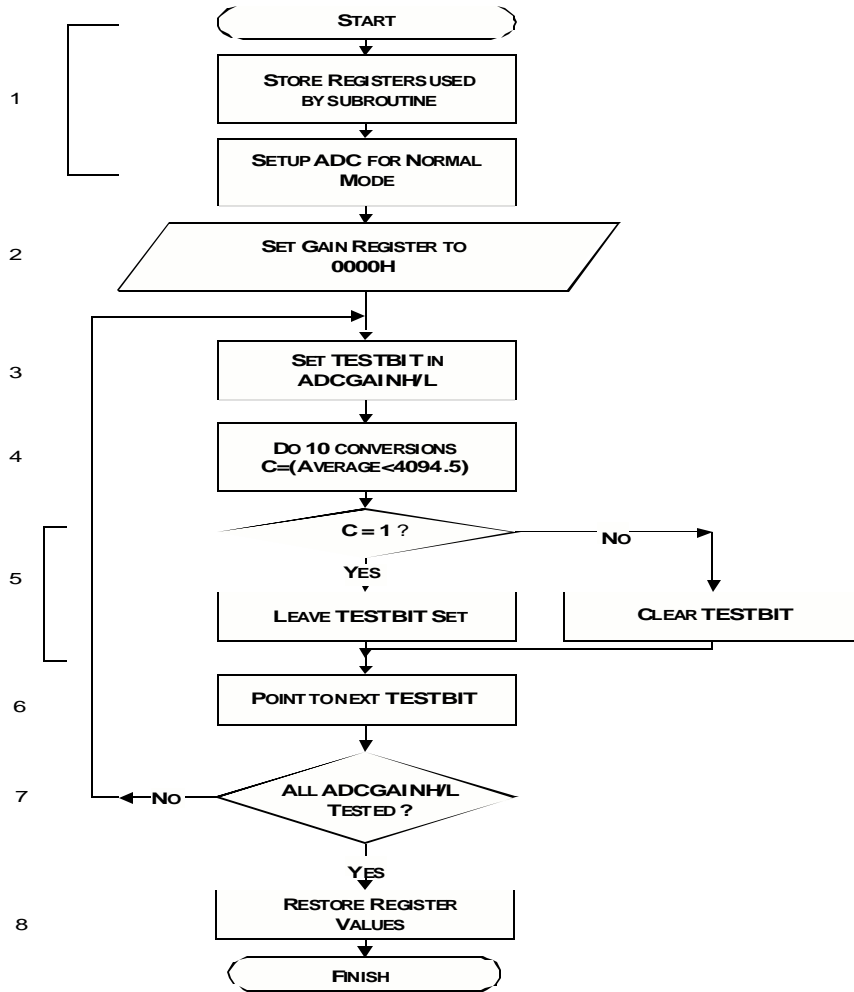 START
1
STORE REGISTERS USED
BY SUBROUTINE
SETUP ADC FOR NORMAL
MODE
2
SET GAIN REGISTER TO
0000H
3
SET TESTBIT IN
ADCGAINH/L
4
DO 10 CONVERSIONS
C=(AVERAGE<4094.5)
C = 1 ?
NO
YES
5
LEAVE TESTBIT SET
CLEAR TESTBIT
6
POINT TO NEXT TESTBIT
7
ALL ADCGAINH/L
TESTED ?
NO
YES
8
RESTORE REGISTER
VALUES
FINISH